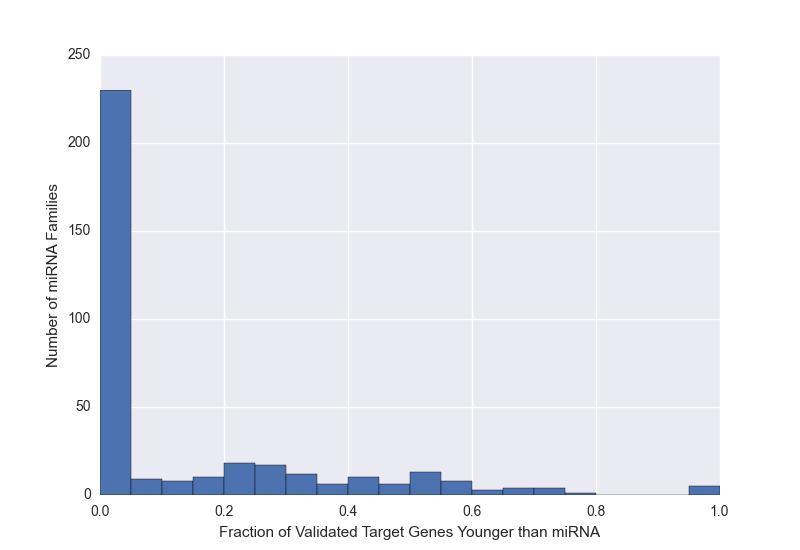 250
200
150
100
50
0
Number of miRNA Families
0.0 0.2 0.4 0.6 0.8 1.0
Fraction of Validated Target Genes Younger than miRNA